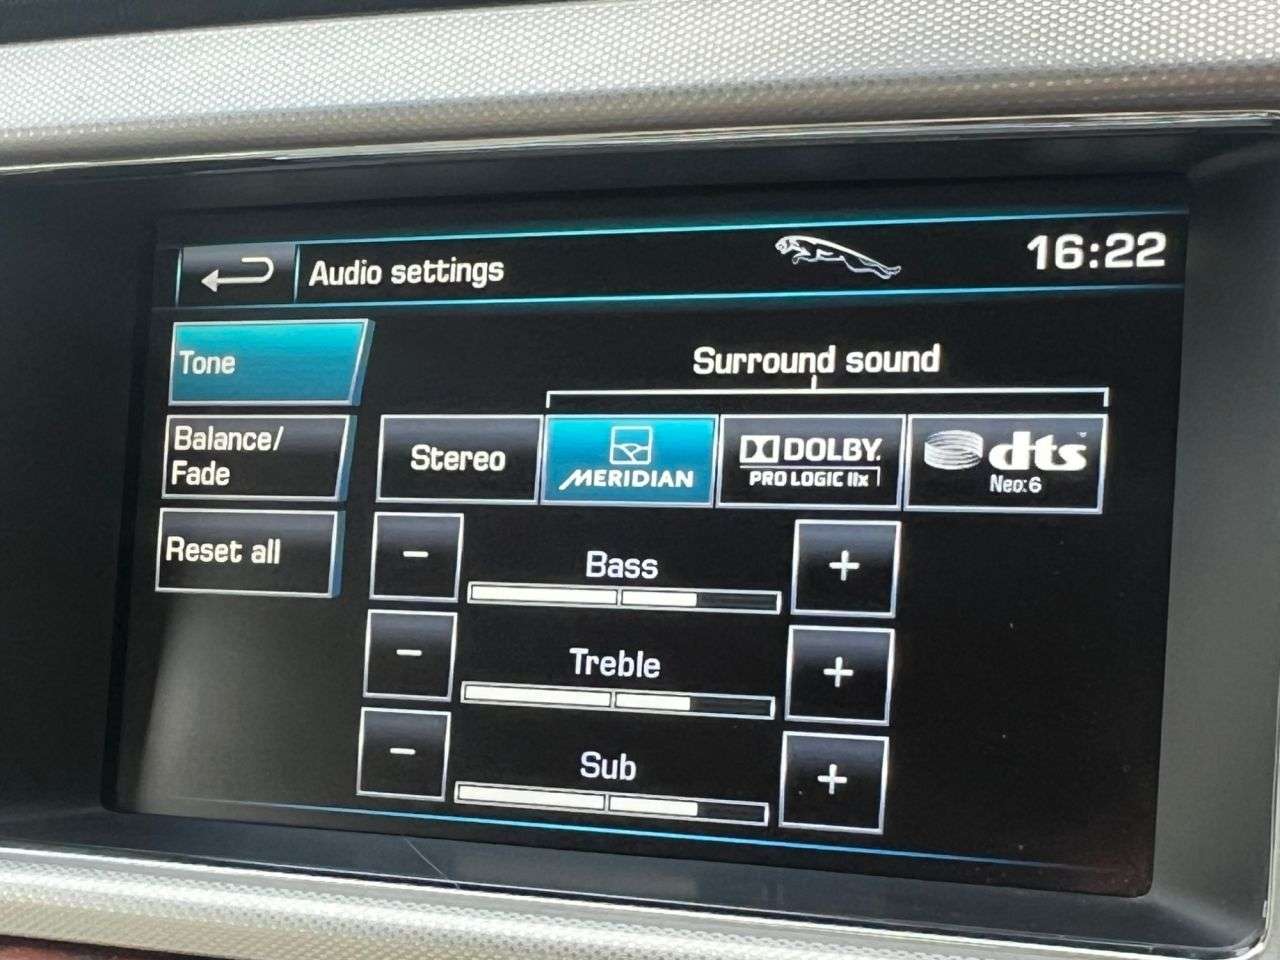 Audio settings
16:22
Tone
Surround sound
Balance/
Fade
Stereo
MERIDIAN
DOLBY
PRO LOGIC IIx
dts
Neo:6
Reset all
-
Bass
+
-
Treble
+
-
Sub
+